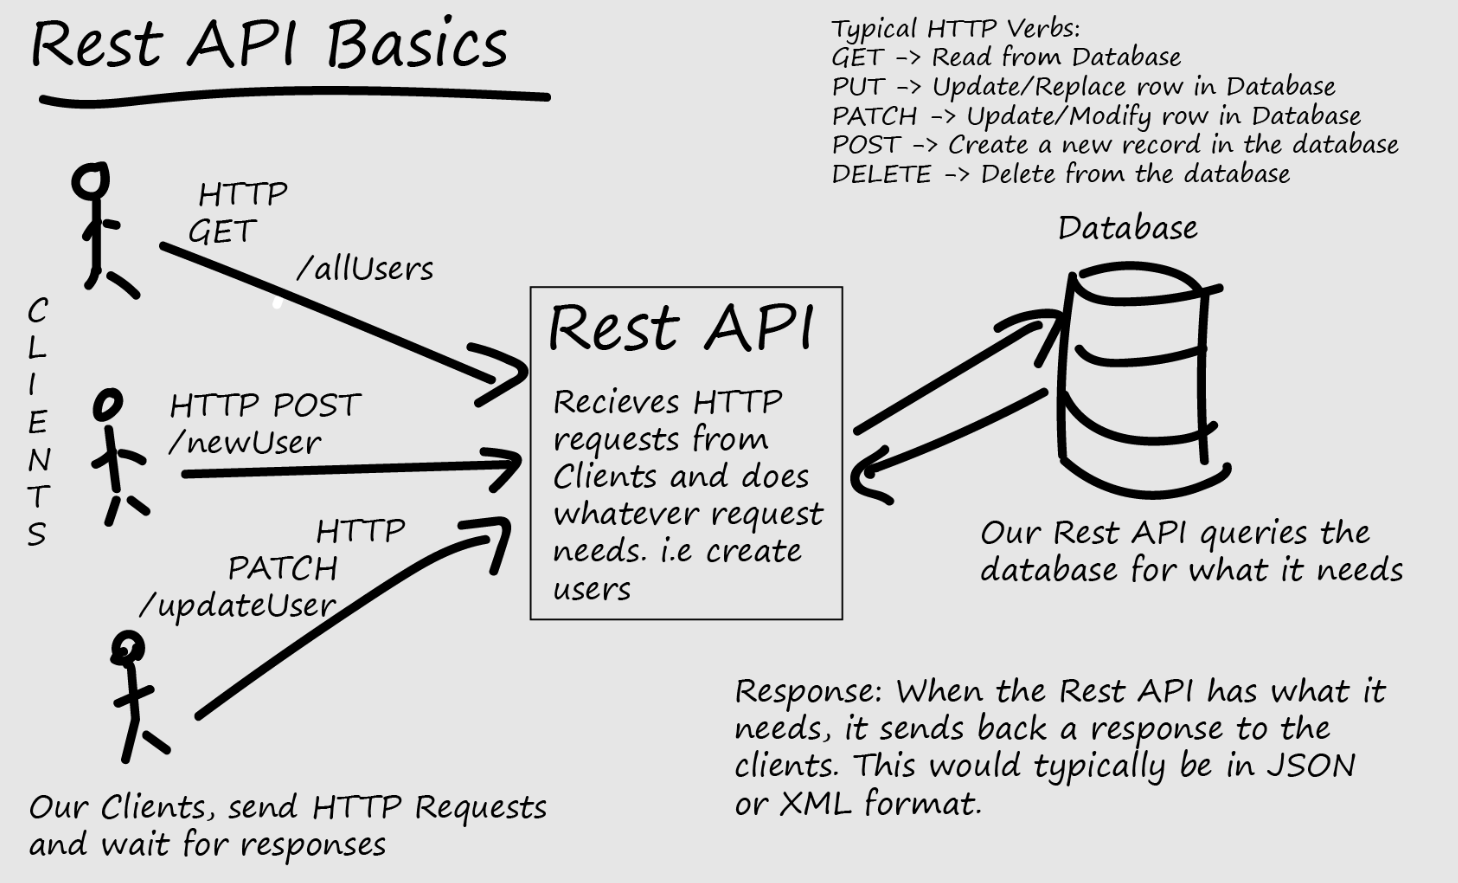 Rest API Basics
Typical HTTP Verbs:
GET -> Read from Database
PUT -> Update/Replace row in Database
PATCH -> Update/Modify row in Database
POST -> Create a new record in the database
DELETE -> Delete from the database
CLIENTS
HTTP
GET
/allUsers
HTTP POST
/newUser
HTTP
PATCH
/updateUser
Our Clients, send HTTP Requests
and wait for responses
Rest API
Recieves HTTP
requests from
Clients and does
whatever request
needs. i.e create
users
Database
Our Rest API queries the
database for what it needs
Response: When the Rest API has what it
needs, it sends back a response to the
clients. This would typically be in JSON
or XML format.